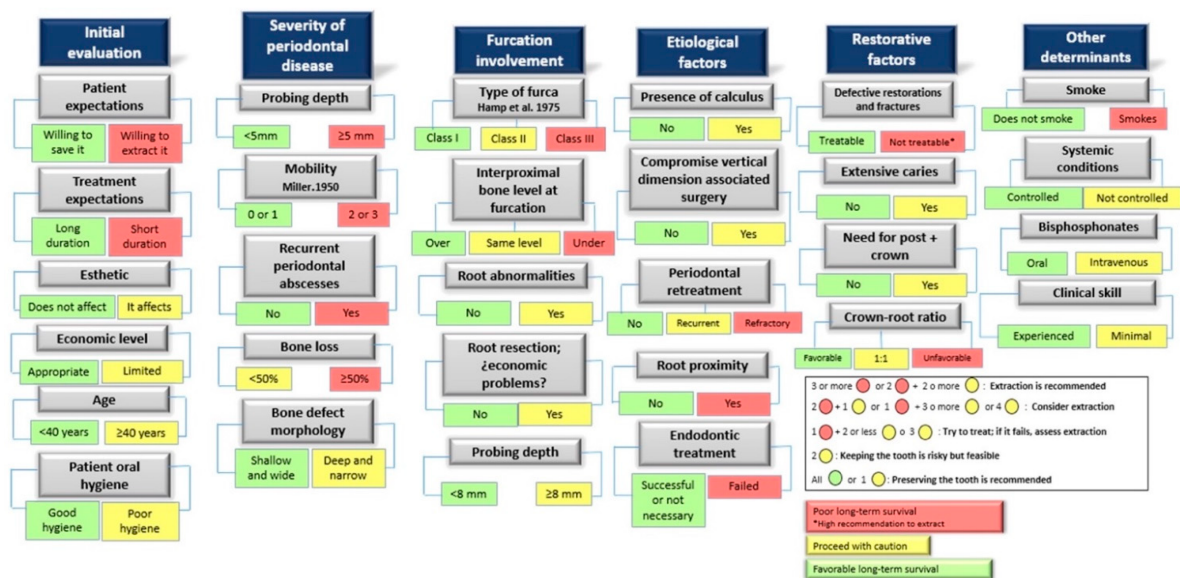 Initial
evaluation
Patient
expectations
Willing to
save it
Willing to
extract it
Treatment
expectations
Long
duration
Short
duration
Esthetic
Does not affect
It affects
Economic level
Appropriate
Limited
Age
<40 years
≥40 years
Patient oral
hygiene
Good
hygiene
Poor
hygiene
Severity of
periodontal
disease
Probing depth
<5mm
≥5 mm
Mobility
Miller.1950
0 or 1
2 or 3
Recurrent
periodontal
abscesses
No
Yes
Bone loss
<50%
≥50%
Bone defect
morphology
Shallow
and wide
Deep and
narrow
Furcation
involvement
Type of furca
Hamp et al. 1975
Class I
Class II
Class III
Interproximal
bone level at
furcation
Over
Same level
Under
Root abnormalities
No
Yes
Root resection;
¿economic
problems?
No
Yes
Probing depth
<8 mm
≥8 mm
Etiological
factors
Presence of calculus
No
Yes
Compromise vertical
dimension associated
surgery
No
Yes
Periodontal
retreatment
No
Recurrent
Refractory
Root proximity
No
Yes
Endodontic
treatment
Successful
or not
necessary
Failed
Restorative
factors
Defective restorations
and fractures
Treatable
Not treatable*
Extensive caries
No
Yes
Need for post +
crown
No
Yes
Crown-root ratio
Favorable
1:1
Unfavorable
Other
determinants
Smoke
Does not smoke
Smokes
Systemic
conditions
Controlled
Not controlled
Bisphosphonates
Oral
Intravenous
Clinical skill
Experienced
Minimal
3 or more or 2 + 2 o more : Extraction is recommended
2 + 1 or 1 + 3 o more or 4 : Consider extraction
1 + 2 or less o 3 : Try to treat; if it fails, assess extraction
2 : Keeping the tooth is risky but feasible
All or 1 : Preserving the tooth is recommended
Poor long-term survival
*High recommendation to extract
Proceed with caution
Favorable long-term survival